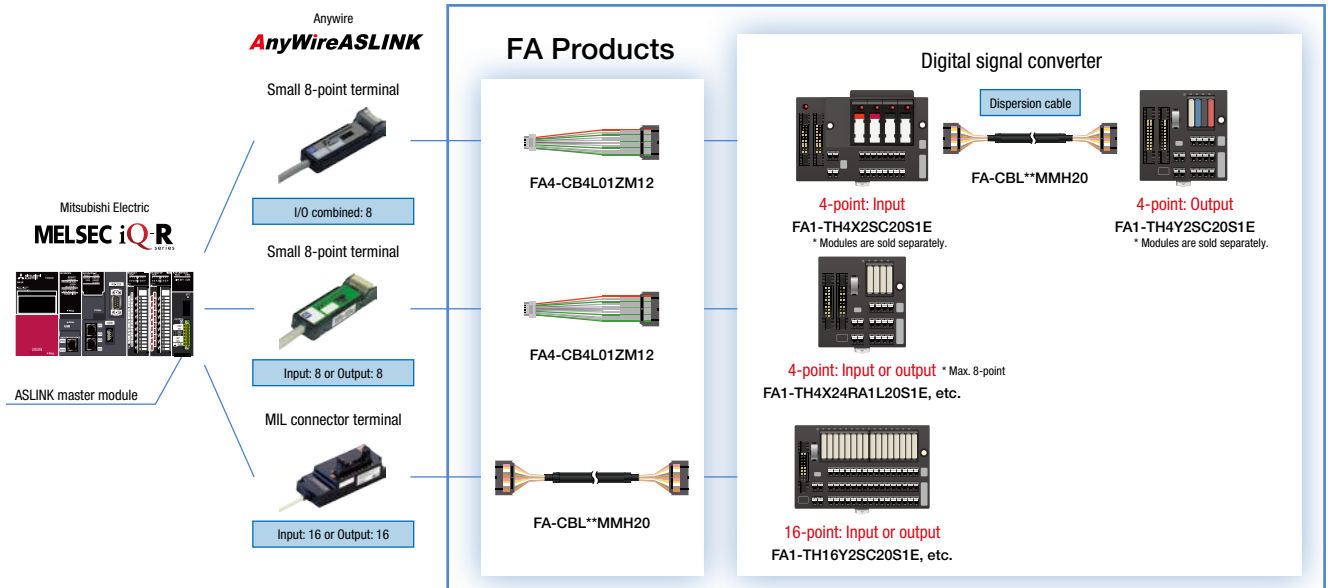 Anywire
AnyWireASLINK
FA Products
Digital signal converter
Small 8-point terminal
I/O combined: 8
FA4-CB4L01ZM12
Dispersion cable
FA-CBL**MMH20
4-point: Input
FA1-TH4X2SC20S1E
* Modules are sold separately.
4-point: Output
FA1-TH4Y2SC20S1E
* Modules are sold separately.
Mitsubishi Electric
MELSEC iQ-R
series
ASLINK master module
Small 8-point terminal
Input: 8 or Output: 8
FA4-CB4L01ZM12
4-point: Input or output * Max. 8-point
FA1-TH4X24RA1L20S1E, etc.
MIL connector terminal
Input: 16 or Output: 16
FA-CBL**MMH20
16-point: Input or output
FA1-TH16Y2SC20S1E, etc.